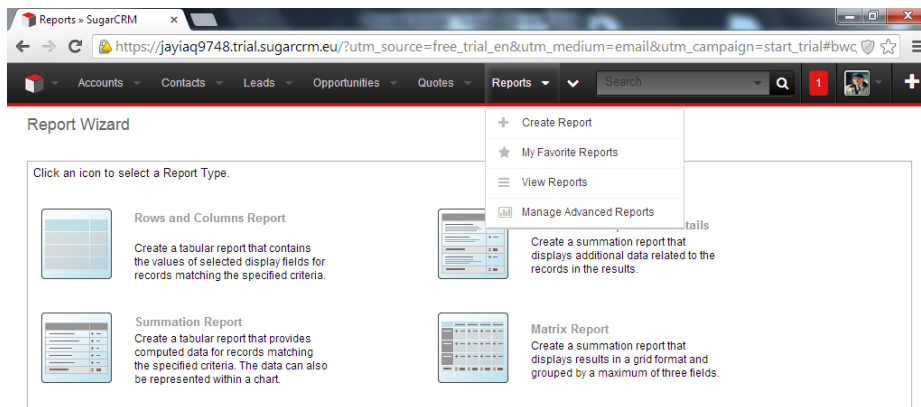 Reports » SugarCRM
https://jayiaq9748.trial.sugarcrm.eu/?utm_source=free_trial_en&utm_medium=email&utm_campaign=start_trial#bwc
Accounts Contacts Leads Opportunities Quotes Reports Search 1
Report Wizard
Create Report
My Favorite Reports
View Reports
Manage Advanced Reports
Click an icon to select a Report Type.
Rows and Columns Report
Create a tabular report that contains
the values of selected display fields for
records matching the specified criteria.
Create a summation report that
displays additional data related to the
records in the results.
Summation Report
Create a tabular report that provides
computed data for records matching
the specified criteria. The data can also
be represented within a chart.
Matrix Report
Create a summation report that
displays results in a grid format and
grouped by a maximum of three fields.